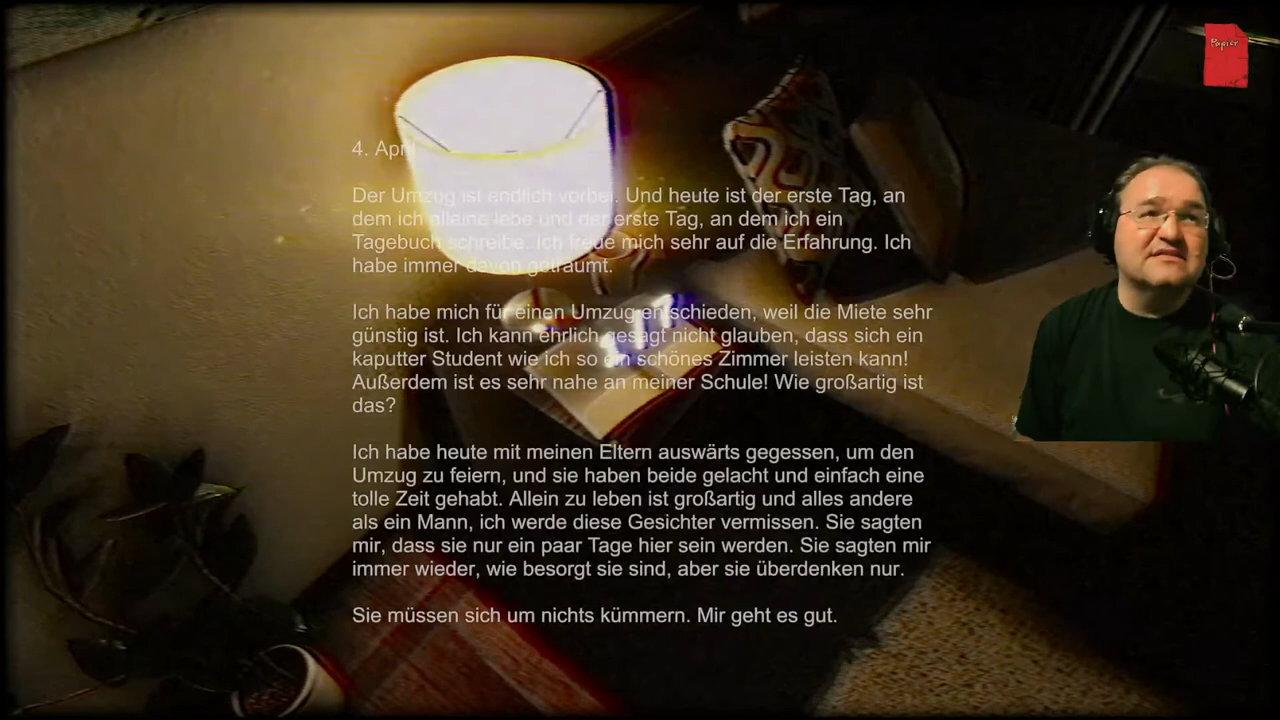 Papier
4. April
Der Umzug ist endlich vorbei. Und heute ist der erste Tag, an
dem ich alleine lebe und der erste Tag, an dem ich ein
Tagebuch schreibe. Ich freue mich sehr auf die Erfahrung. Ich
habe immer davon geträumt.
Ich habe mich für einen Umzug entschieden, weil die Miete sehr
günstig ist. Ich kann ehrlich gesagt nicht glauben, dass sich ein
kaputter Student wie ich so ein schönes Zimmer leisten kann!
Außerdem ist es sehr nahe an meiner Schule! Wie großartig ist
das?
Ich habe heute mit meinen Eltern auswärts gegessen, um den
Umzug zu feiern, und sie haben beide gelacht und einfach eine
tolle Zeit gehabt. Allein zu leben ist großartig und alles andere
als ein Mann, ich werde diese Gesichter vermissen. Sie sagten
mir, dass sie nur ein paar Tage hier sein werden. Sie sagten mir
immer wieder, wie besorgt sie sind, aber sie überdenken nur.
Sie müssen sich um nichts kümmern. Mir geht es gut.